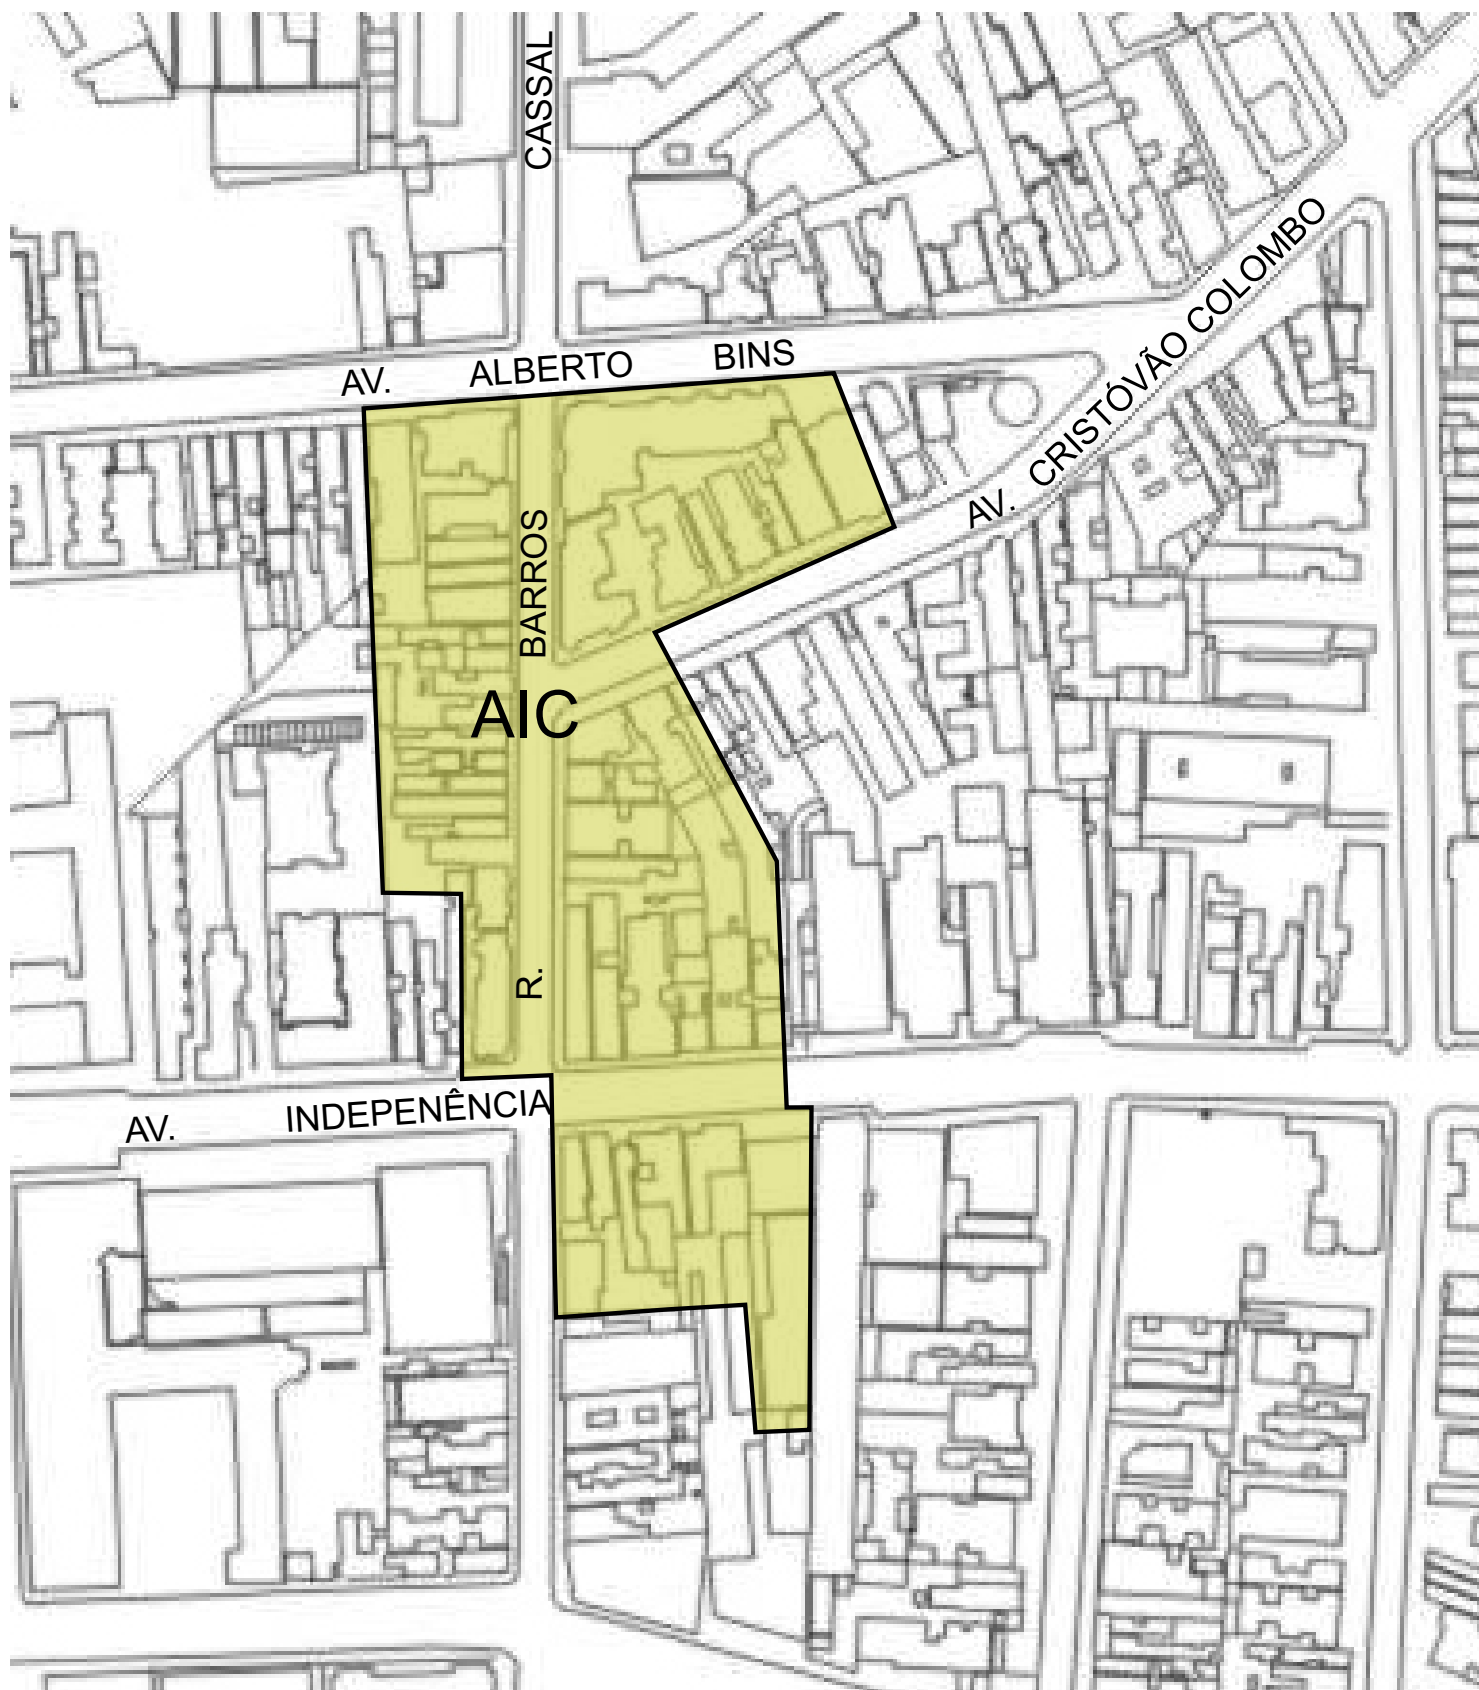 CASSAL
AV. CRISTÓVÃO COLOMBO
AV. ALBERTO BINS
R. BARROS
AIC
AV. INDEPENÊNCIA